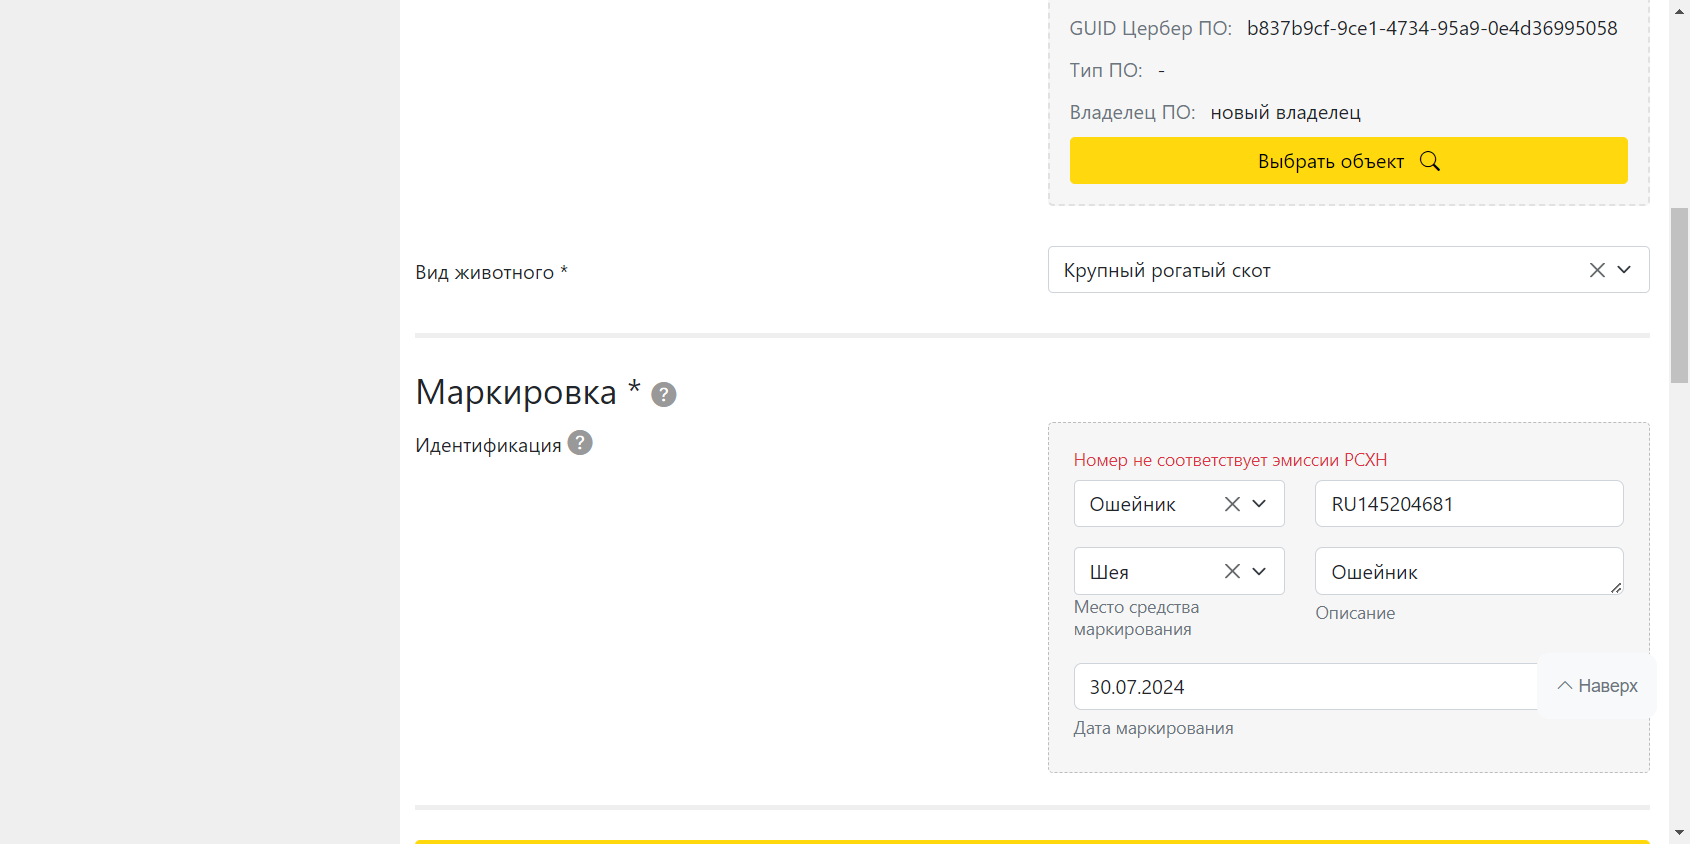 GUID Цербер ПО: b837b9cf-9ce1-4734-95a9-0e4d36995058
Тип ПО: -
Владелец ПО: новый владелец
Выбрать объект
Вид животного *
Крупный рогатый скот
Маркировка * ?
Идентификация ?
Номер не соответствует эмиссии РСХН
Ошейник
RU145204681
Шея
Ошейник
Место средства
маркирования
Описание
30.07.2024
Наверх
Дата маркирования